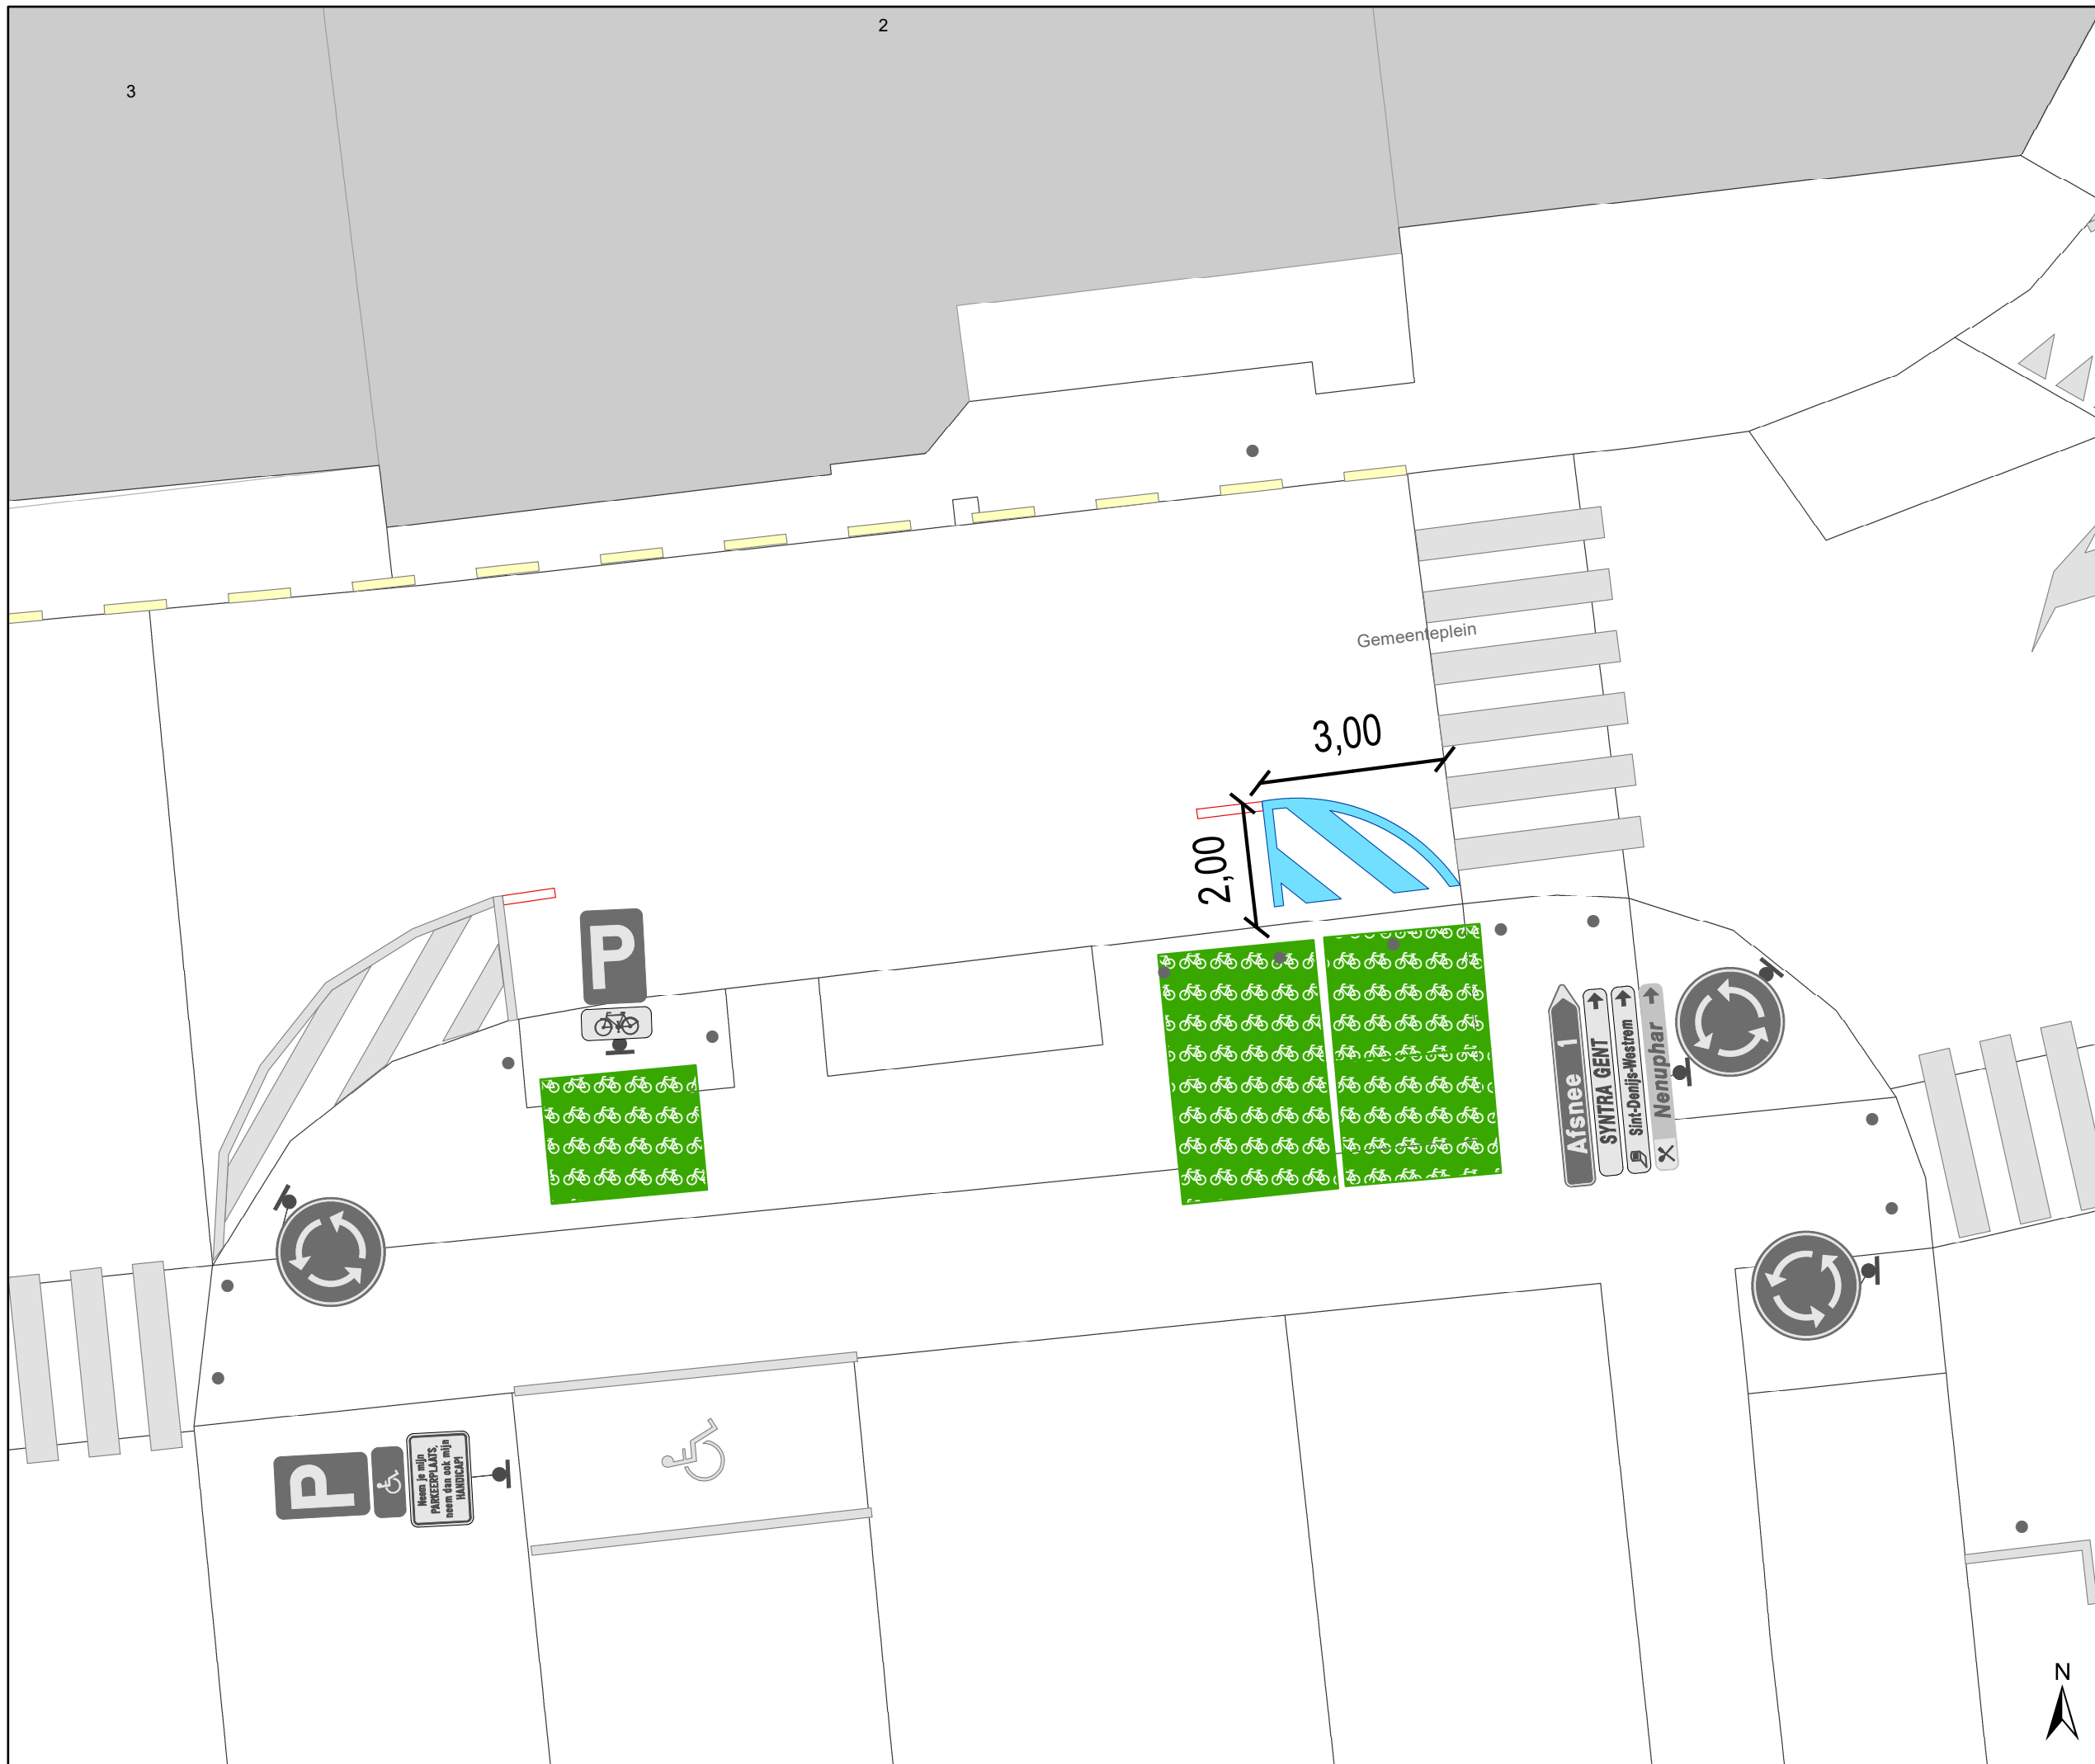 2
3
Gemeenteplein
3,00
2,00
P
Afsnee 1
SYNTRA GENT
Sint-Denijs-Westrem
Nenuphar
P
Neem je mijn
PARKEERPLAATS,
neem dan ook mijn
HANDICAP!
N